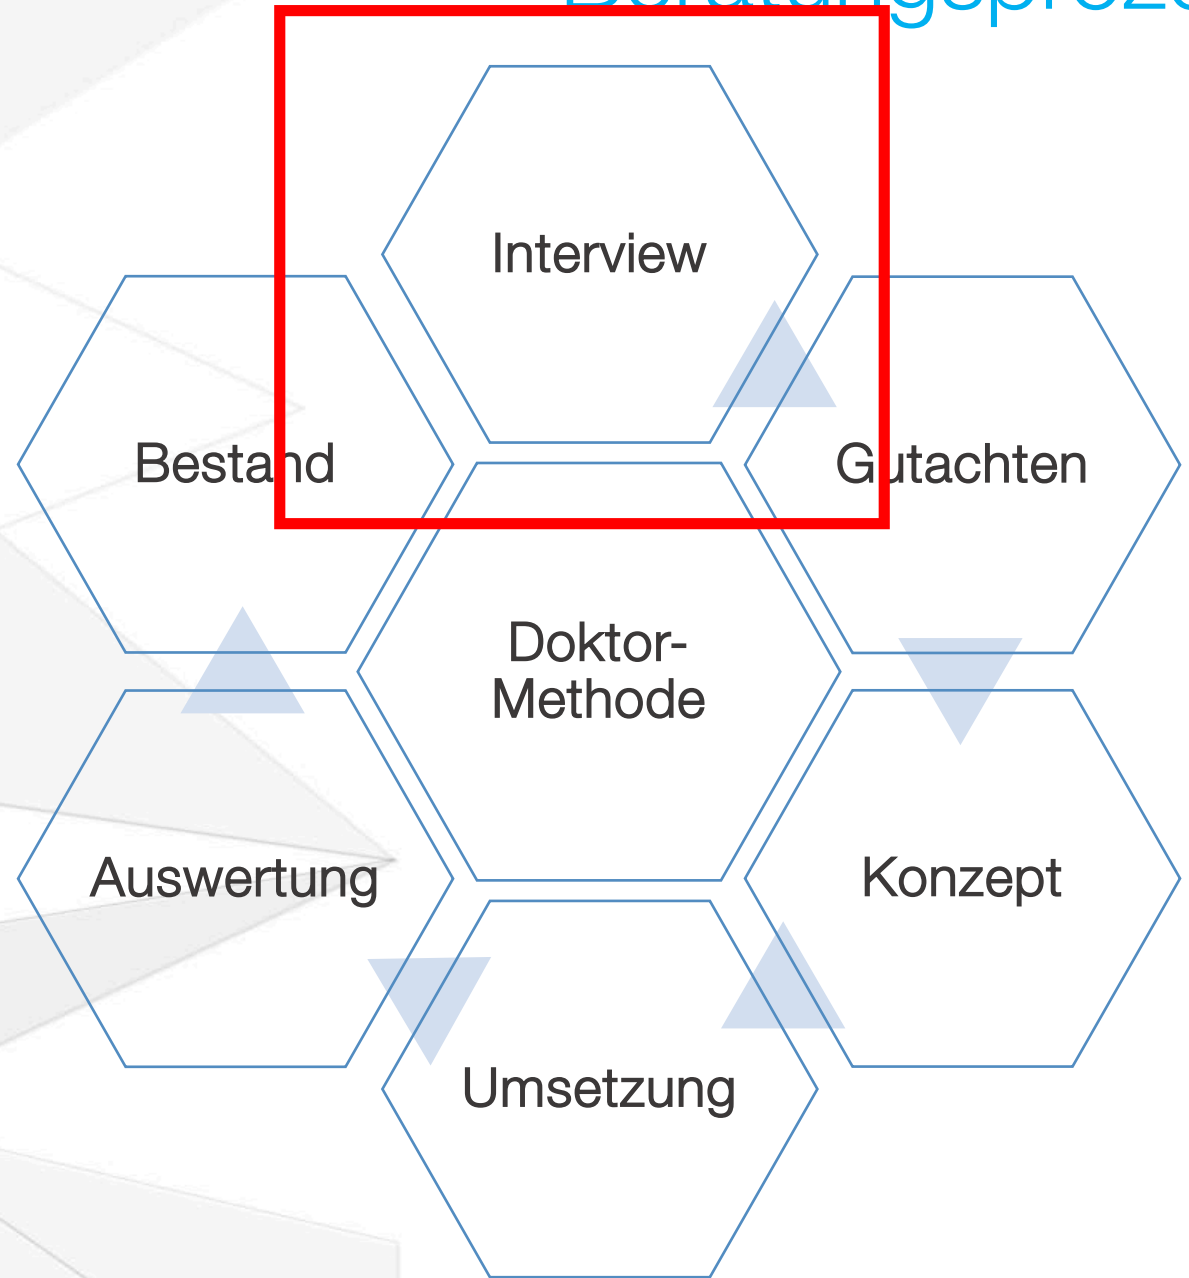 Interview
Bestand
Gutachten
Doktor-
Methode
Auswertung
Konzept
Umsetzung